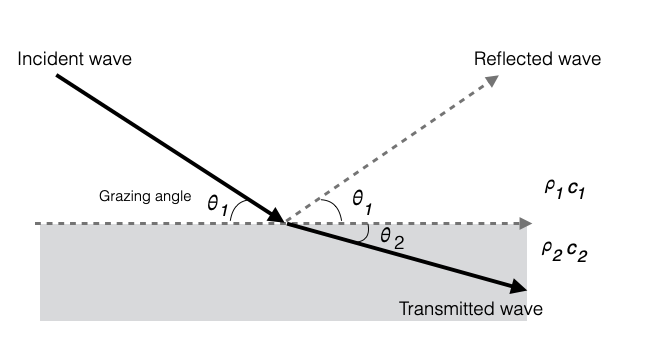 Incident wave
Reflected wave
Grazing angle θ1
θ1
ρ1 c1
θ2
ρ2 c2
Transmitted wave